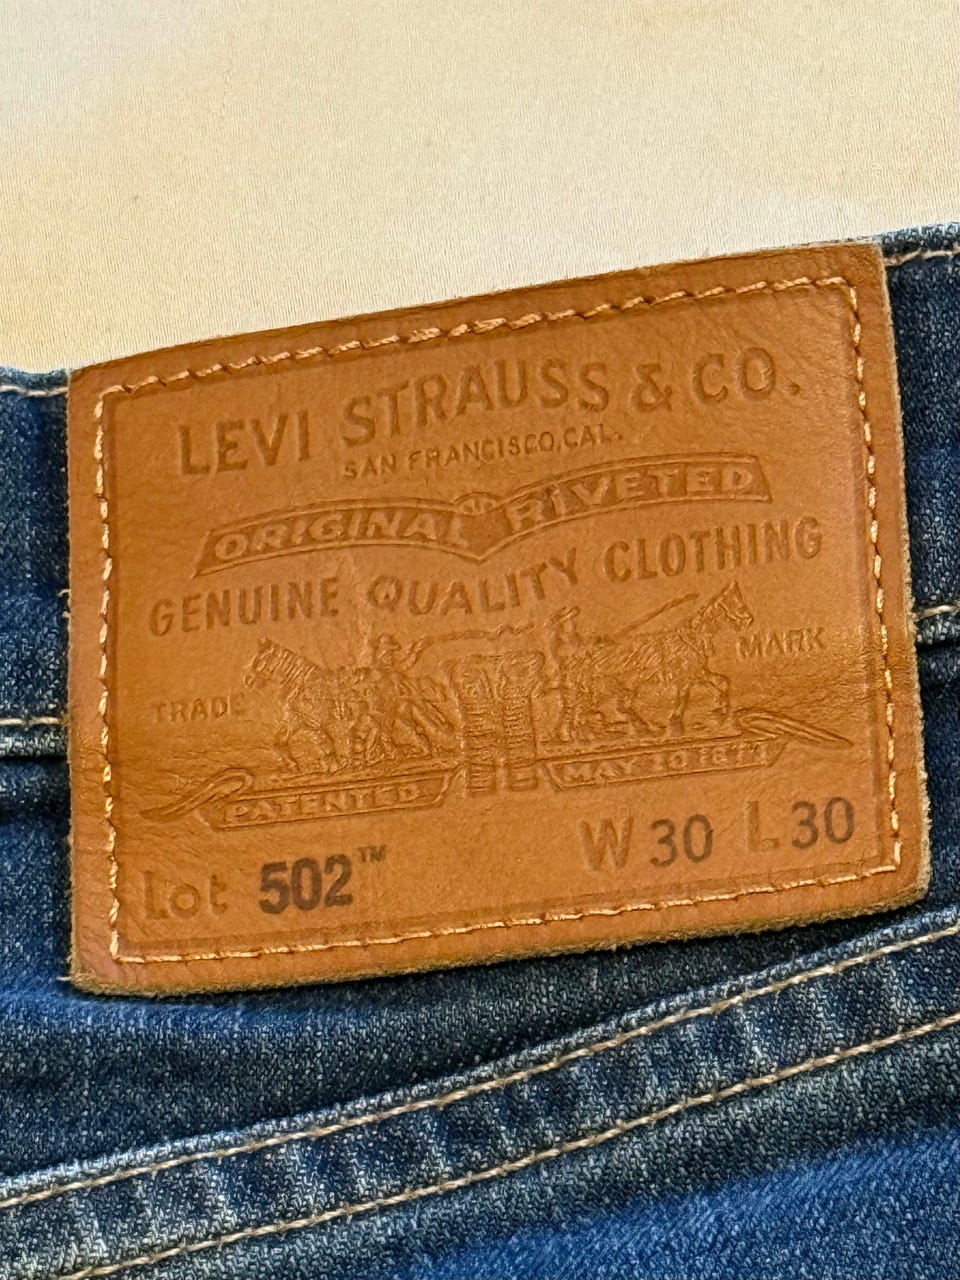 LEVI STRAUSS & CO.
SAN FRANCISCO, CAL.
ORIGINAL RIVETED
GENUINE QUALITY CLOTHING
TRADE MARK
PATENTED MAY 20 1873
Lot 502™ W 30 L 30